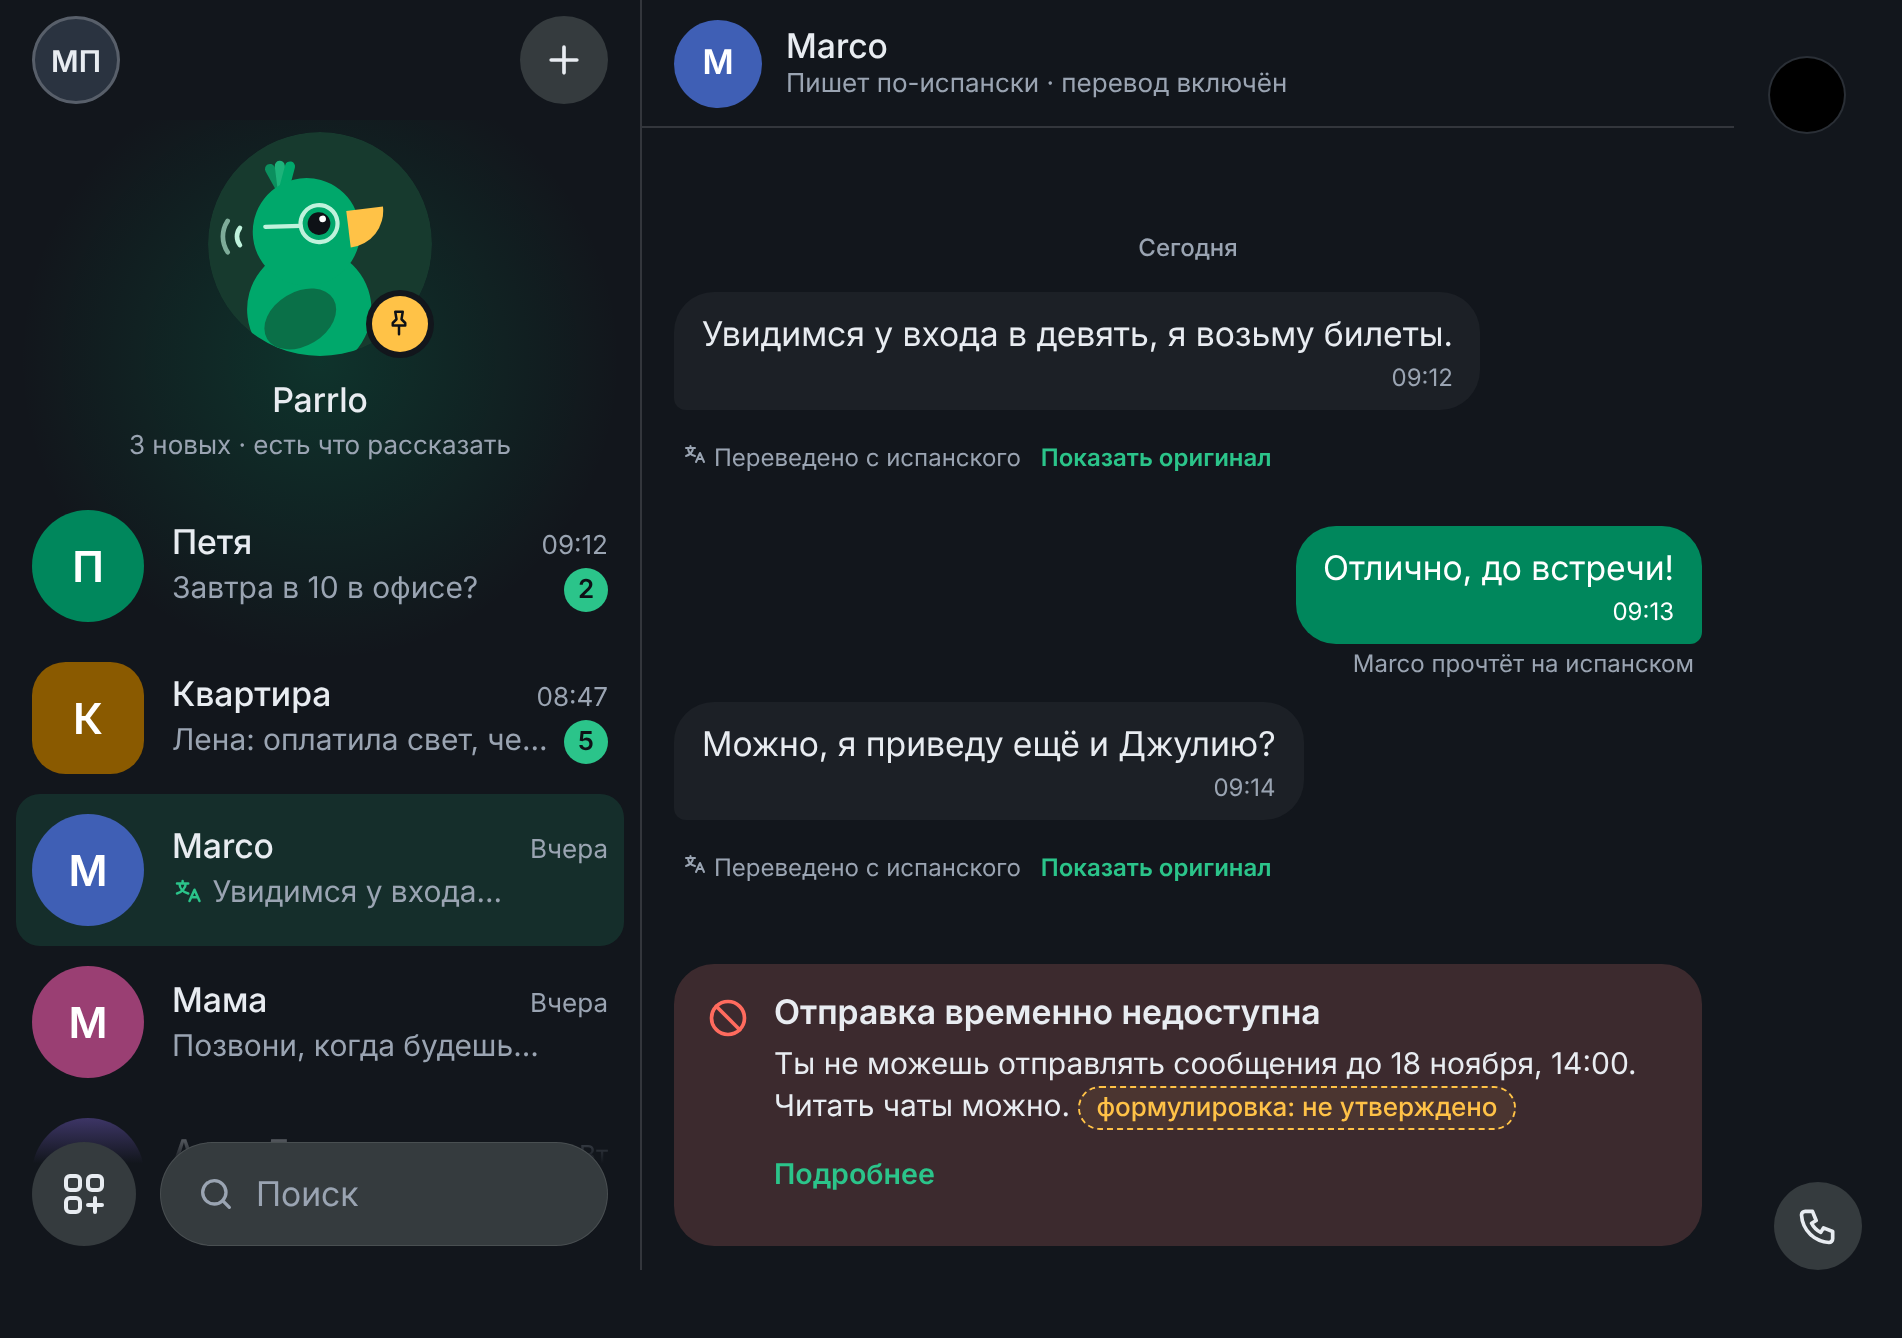 МП
Parrlo
3 новых · есть что рассказать
П
Петя
09:12
Завтра в 10 в офисе?
2
К
Квартира
08:47
Лена: оплатила свет, че...
5
M
Marco
Вчера
Увидимся у входа...
М
Мама
Вчера
Позвони, когда будешь...
Поиск
M
Marco
Пишет по-испански · перевод включён
Сегодня
Увидимся у входа в девять, я возьму билеты.
09:12
Переведено с испанского Показать оригинал
Отлично, до встречи!
09:13
Marco прочтёт на испанском
Можно, я приведу ещё и Джулию?
09:14
Переведено с испанского Показать оригинал
Отправка временно недоступна
Ты не можешь отправлять сообщения до 18 ноября, 14:00.
Читать чаты можно. формулировка: не утверждено
Подробнее